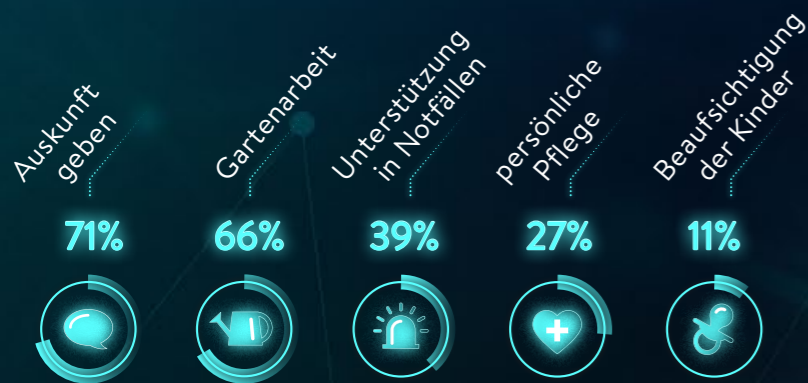 Auskunft
geben
Gartenarbeit
Unterstützung
in Notfällen
persönliche
Pflege
Beaufsichtigung
der Kinder
71%
66%
39%
27%
11%